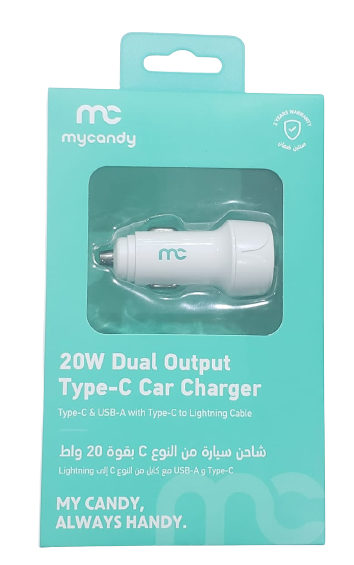 mc
mycandy
2 YEARS WARRANTY
سنتين ضمان
mc
20W Dual Output
Type-C Car Charger
Type-C & USB-A with Type-C to Lightning Cable
شاحن سيارة من النوع C بقوة 20 واط
Type-C و USB-A مع كابل من النوع C إلى Lightning
MY CANDY,
ALWAYS HANDY.
mc